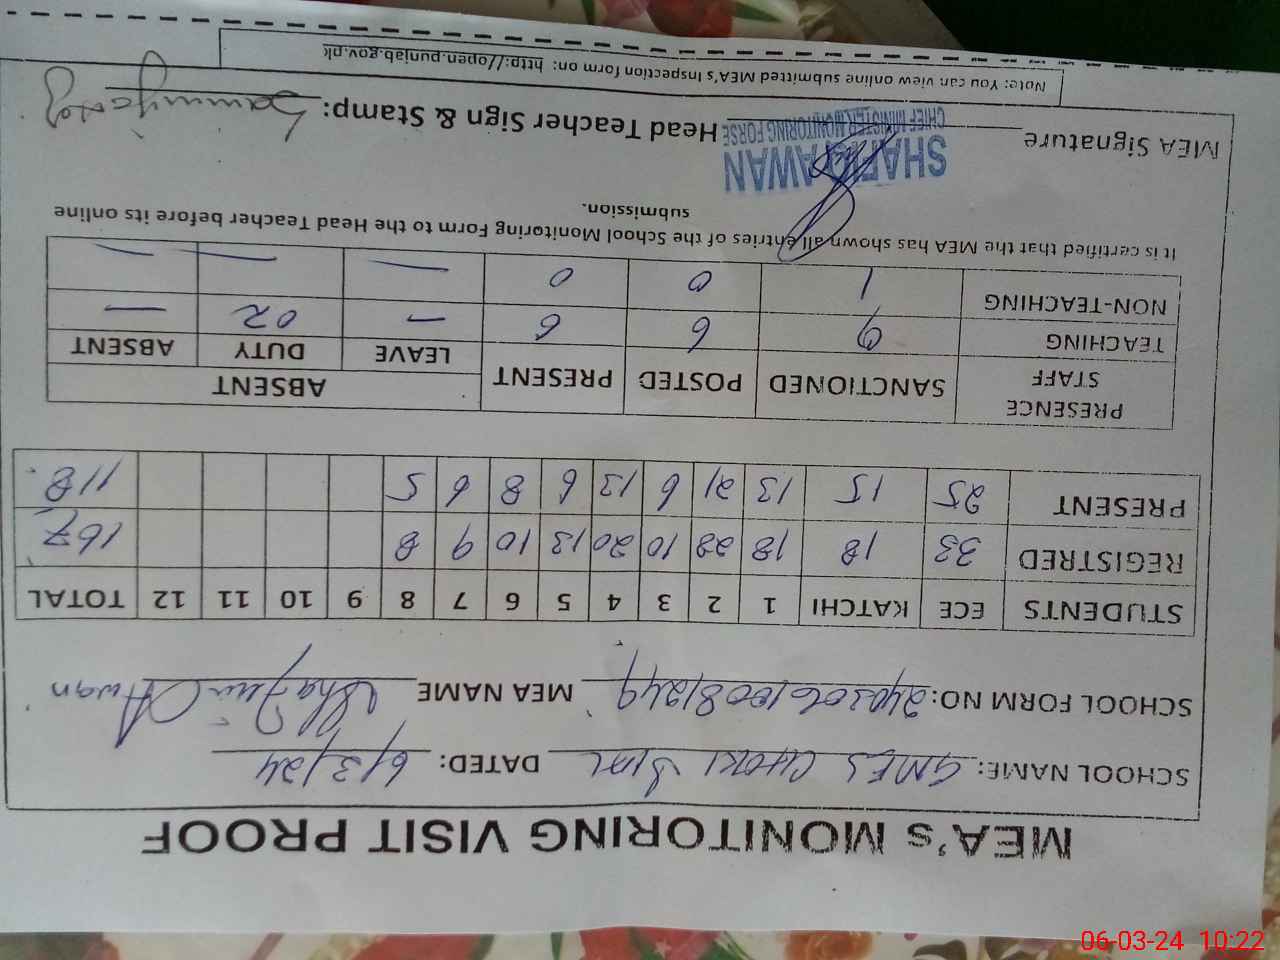 MEA's MONITORING VISIT PROOF
SCHOOL NAME: GMES CHOKI DATED: 6/3/24
SCHOOL FORM NO: MEA NAME Awan
STUDENTS ECE KATCHI 1 2 3 4 5 6 7 8 9 10 11 12 TOTAL
REGISTRED 33 18 18 28 10 20 13 10 9 8 167
PRESENT 25 15 13 21 6 13 6 8 6 5 118
PRESENCE STAFF SANCTIONED POSTED PRESENT ABSENT
LEAVE DUTY ABSENT
TEACHING 9 6 6 — 02 —
NON-TEACHING 1 0 0 — — —
It is certified that the MEA has shown all entries of the School Monitoring Form to the Head Teacher before its online
submission.
SHAFIQ AWAN
CHIEF MINISTER MONITORING FORSE
MEA Signature Head Teacher Sign & Stamp:
Note: You can view online submitted MEA's Inspection form on: http://open.punjab.gov.pk
06-03-24 10:22